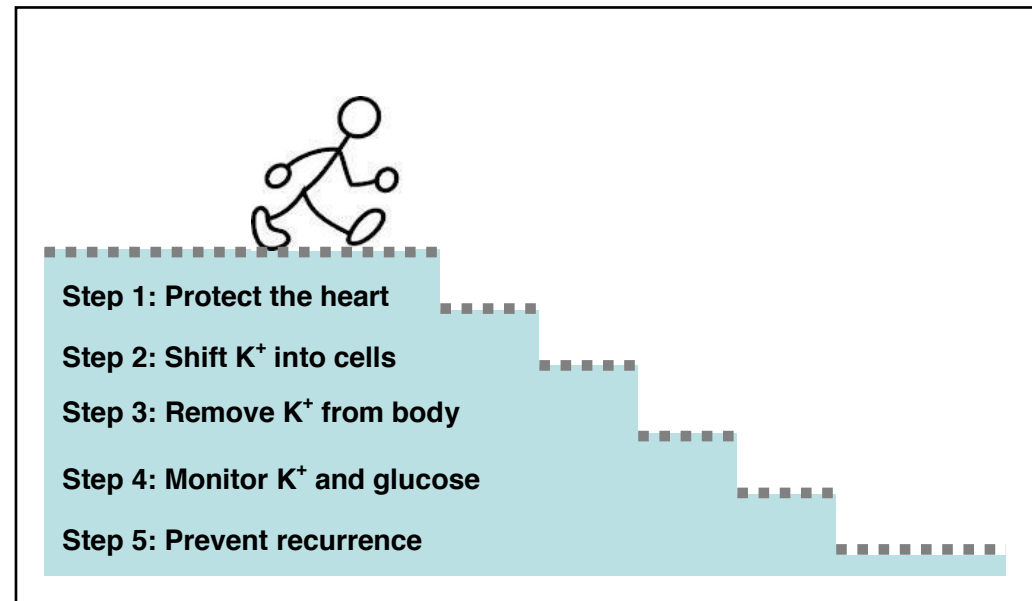 Step 1: Protect the heart
Step 2: Shift K⁺ into cells
Step 3: Remove K⁺ from body
Step 4: Monitor K⁺ and glucose
Step 5: Prevent recurrence